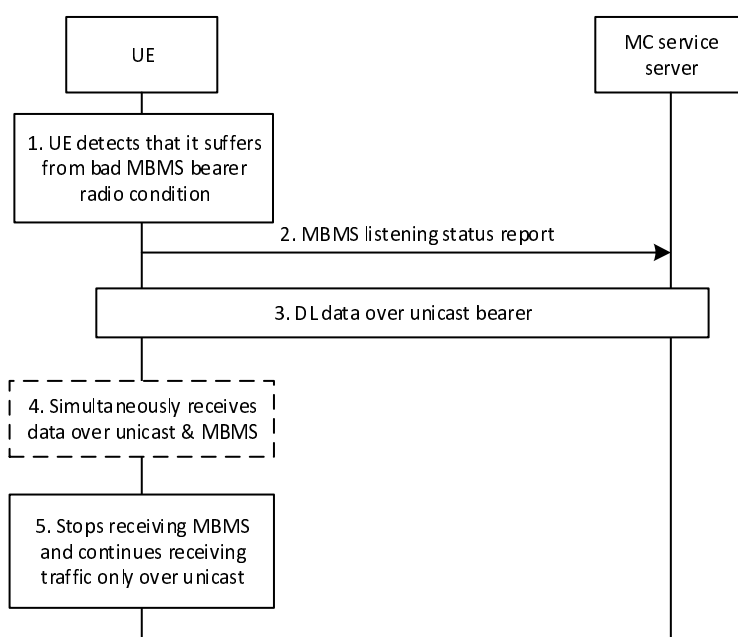 UE
MC service
server
1. UE detects that it suffers
from bad MBMS bearer
radio condition
2. MBMS listening status report
3. DL data over unicast bearer
4. Simultaneously receives
data over unicast & MBMS
5. Stops receiving MBMS
and continues receiving
traffic only over unicast